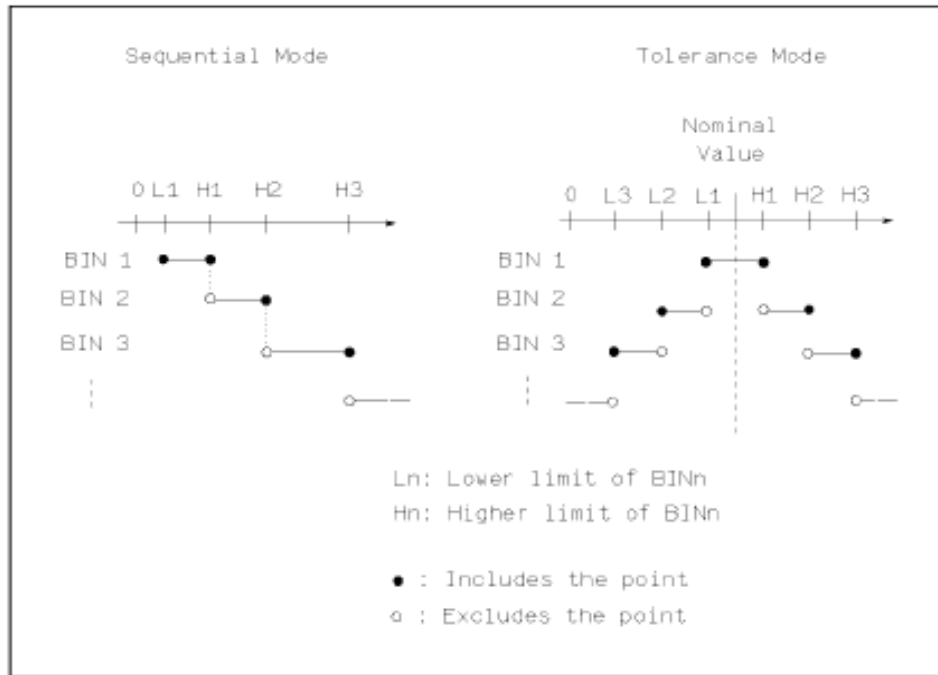 Sequential Mode
Tolerance Mode
Nominal
Value
0 L1 H1 H2 H3
0 L3 L2 L1 H1 H2 H3
BIN 1
BIN 2
BIN 3
BIN 1
BIN 2
BIN 3
Ln: Lower limit of BINn
Hn: Higher limit of BINn
● : Includes the point
○ : Excludes the point